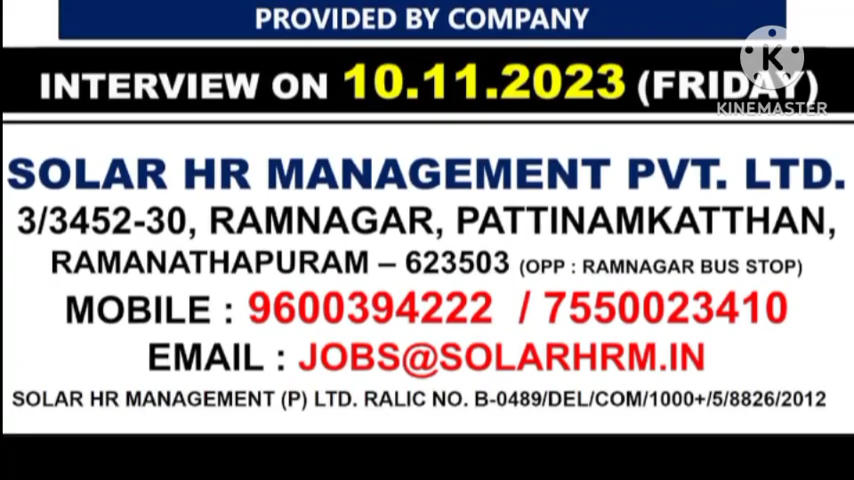 PROVIDED BY COMPANY
INTERVIEW ON 10.11.2023 (FRIDAY)
K
KINEMASTER
SOLAR HR MANAGEMENT PVT. LTD.
3/3452-30, RAMNAGAR, PATTINAMKATTHAN,
RAMANATHAPURAM – 623503 (OPP : RAMNAGAR BUS STOP)
MOBILE : 9600394222 / 7550023410
EMAIL : JOBS@SOLARHRM.IN
SOLAR HR MANAGEMENT (P) LTD. RALIC NO. B-0489/DEL/COM/1000+/5/8826/2012